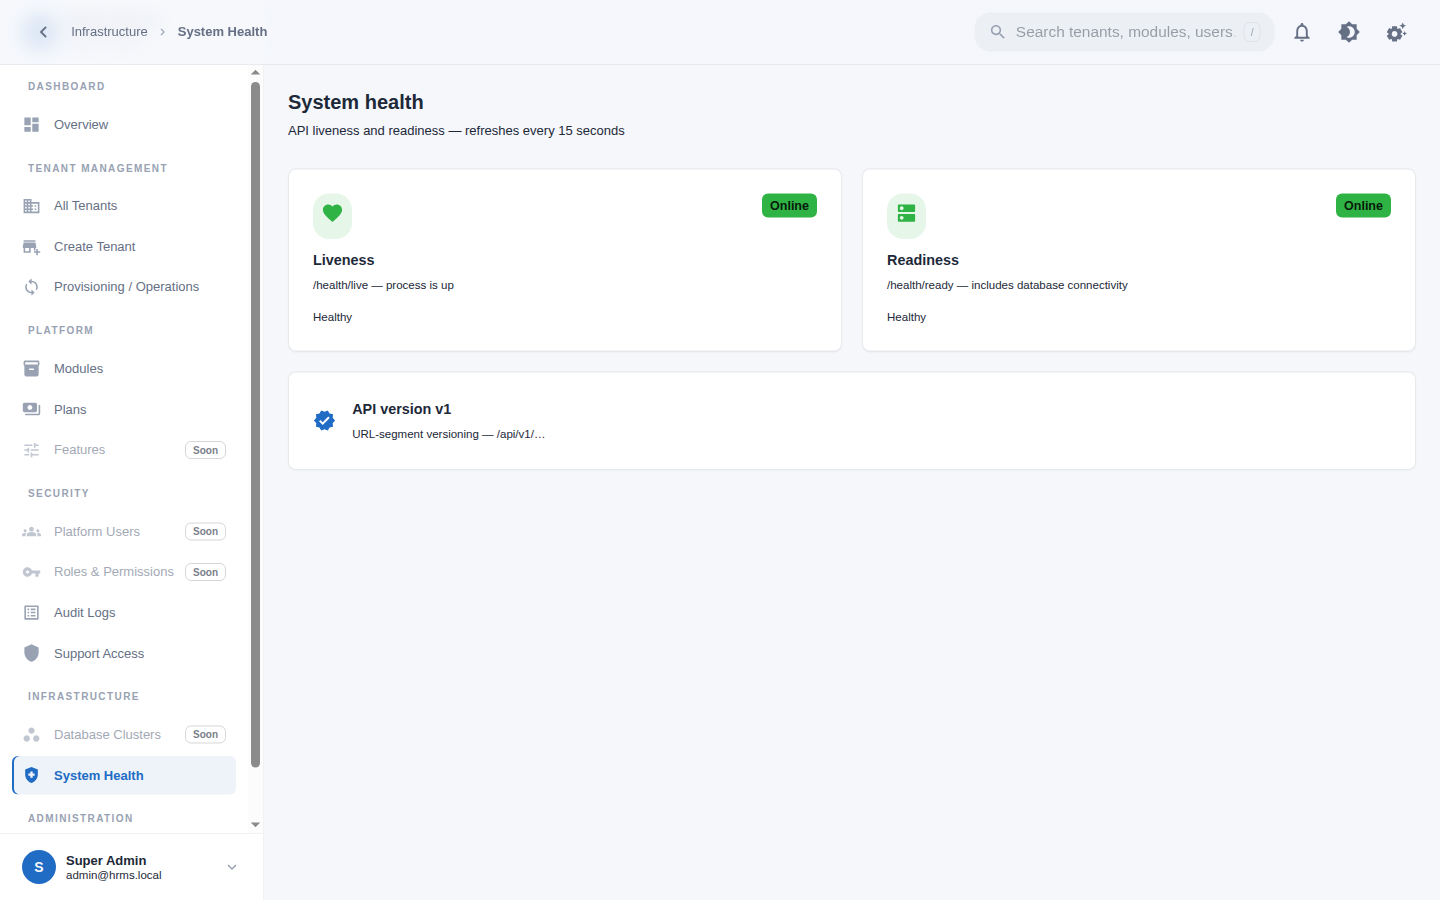 Infrastructure
System Health
Search tenants, modules, users.
/
DASHBOARD
Overview
TENANT MANAGEMENT
All Tenants
Create Tenant
Provisioning / Operations
PLATFORM
Modules
Plans
Features
Soon
SECURITY
Platform Users
Soon
Roles & Permissions
Soon
Audit Logs
Support Access
INFRASTRUCTURE
Database Clusters
Soon
System Health
ADMINISTRATION
S
Super Admin
admin@hrms.local
System health
API liveness and readiness — refreshes every 15 seconds
Online
Liveness
/health/live — process is up
Healthy
Online
Readiness
/health/ready — includes database connectivity
Healthy
API version v1
URL-segment versioning — /api/v1/…